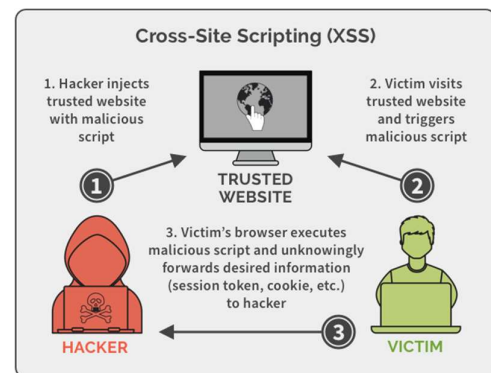 Cross-Site Scripting (XSS)
1. Hacker injects
trusted website
with malicious
script
2. Victim visits
trusted website
and triggers
malicious script
1
2
TRUSTED
WEBSITE
3. Victim's browser executes
malicious script and unknowingly
forwards desired information
(session token, cookie, etc.)
to hacker
3
HACKER
VICTIM